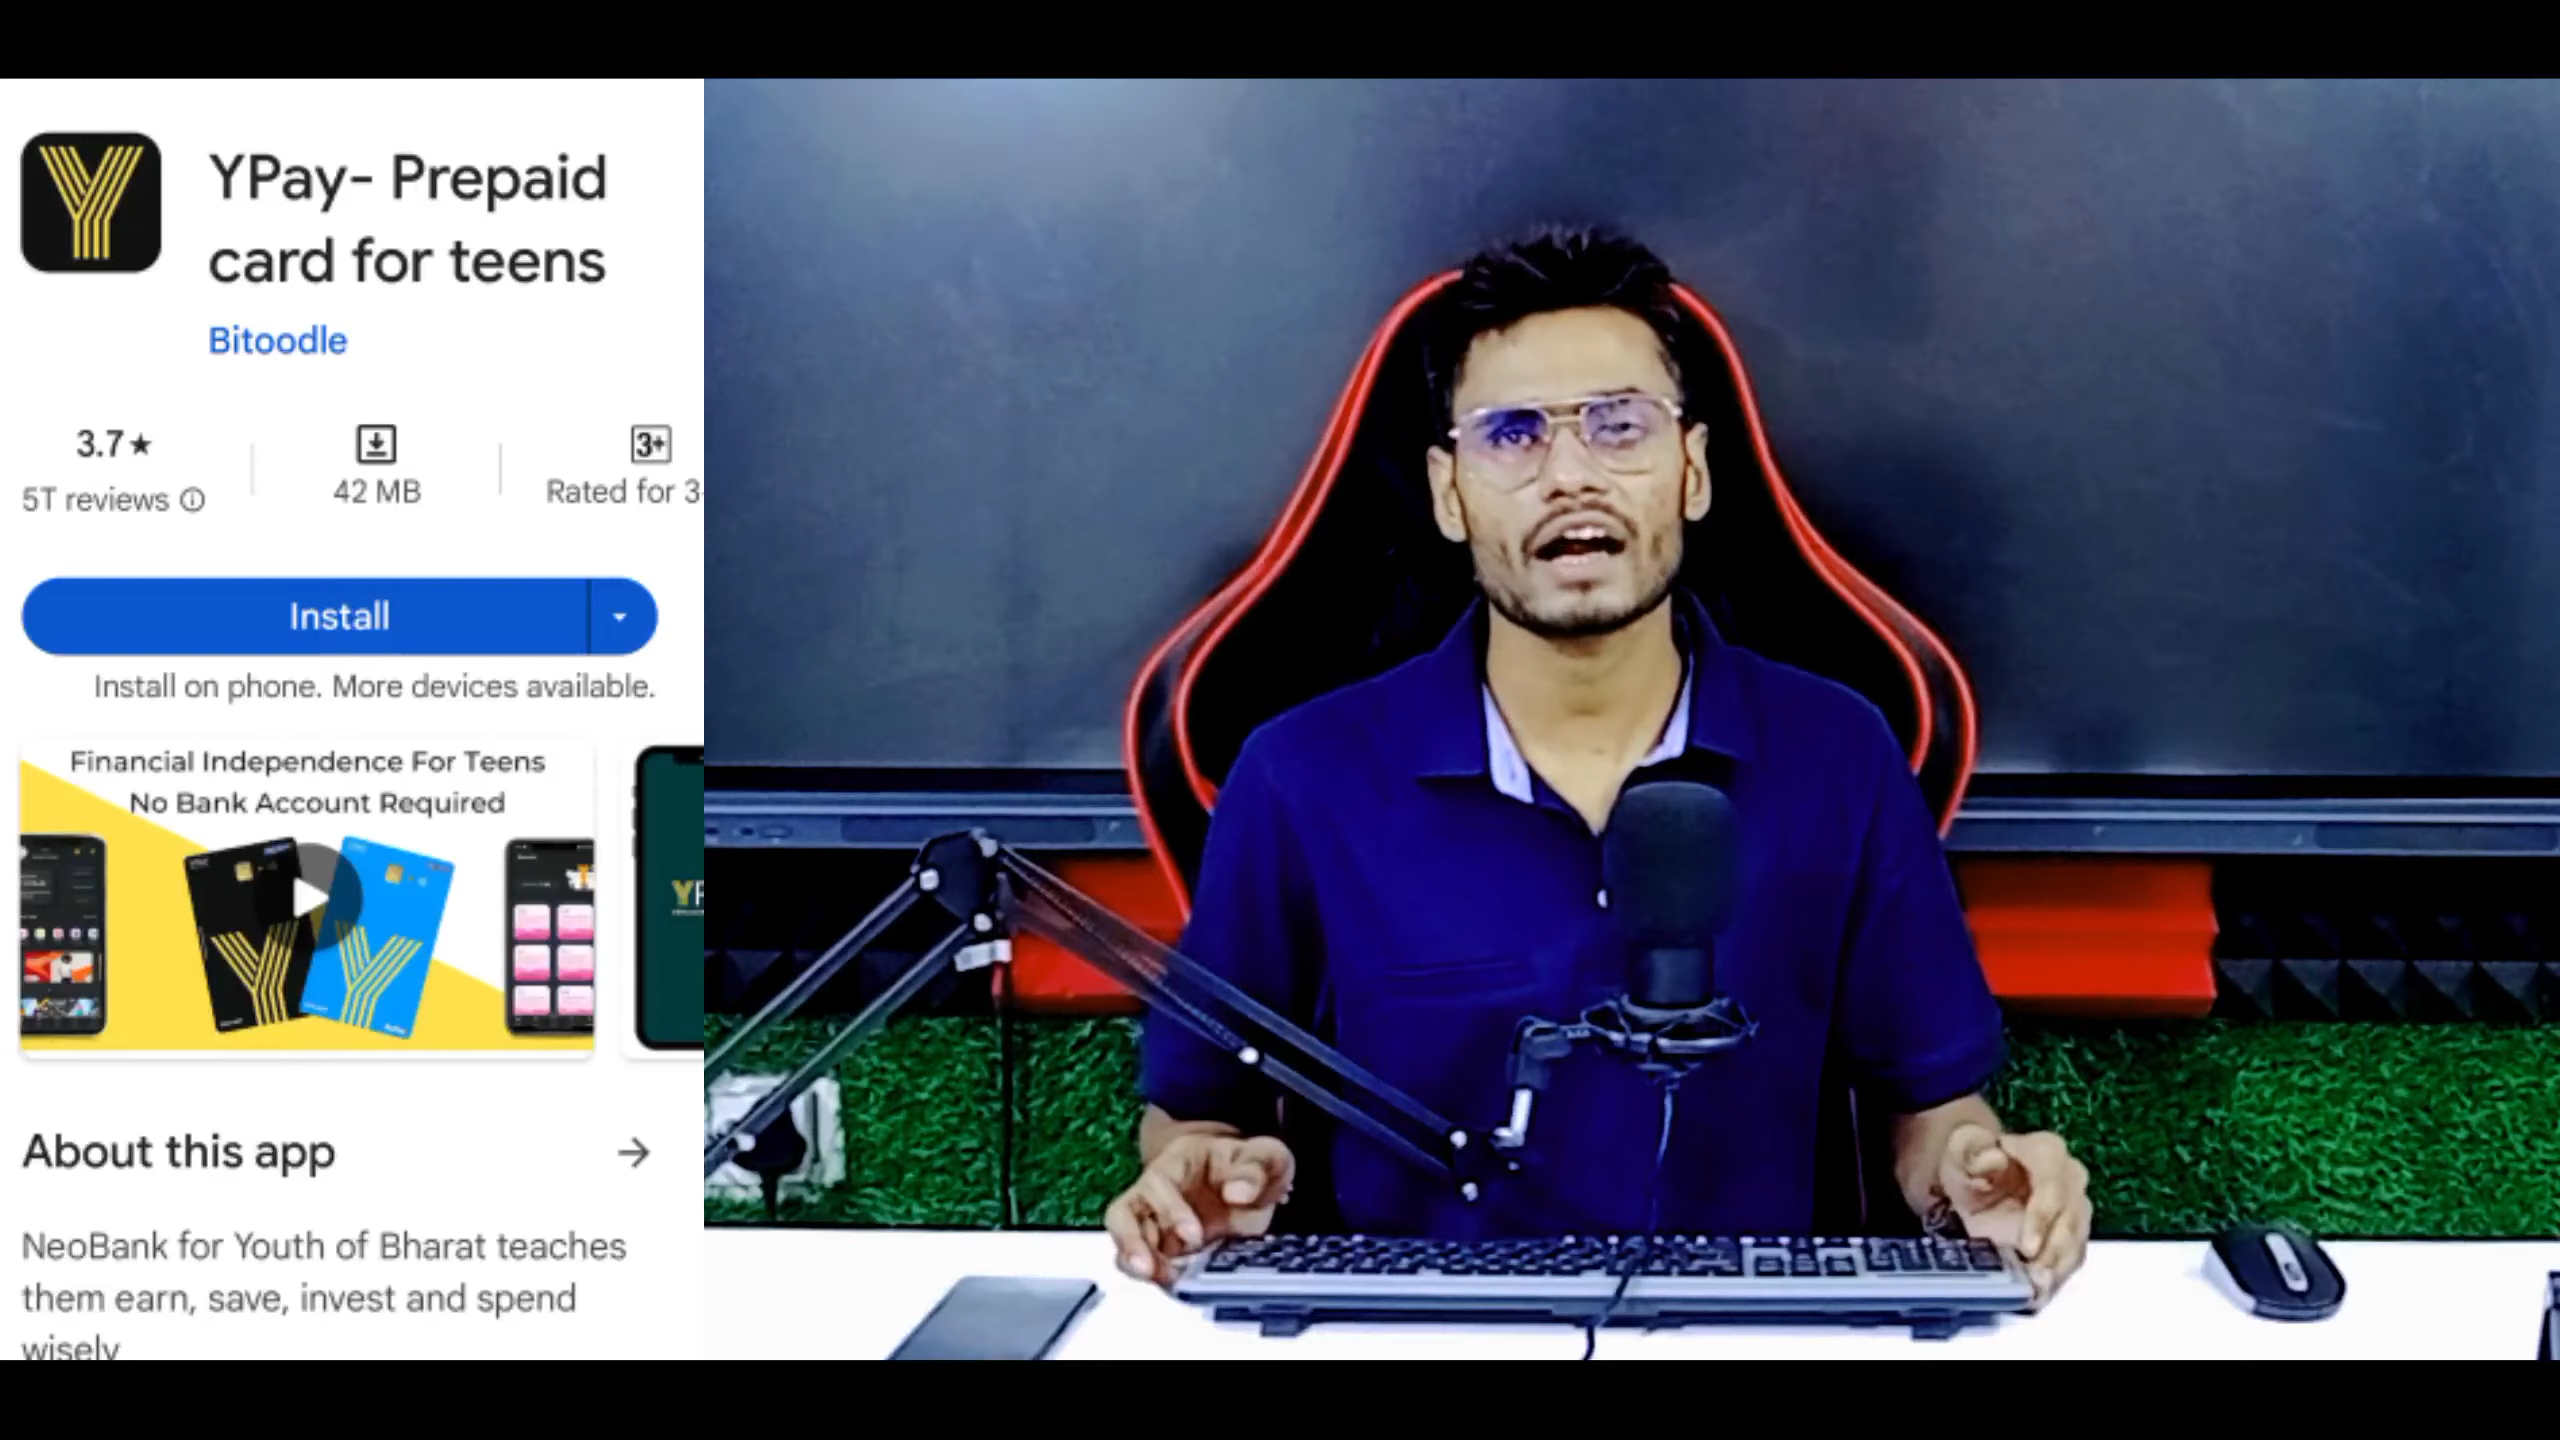 YPay- Prepaid
card for teens
Bitoodle
3.7★
5T reviews
42 MB
3+
Rated for 3
Install
Install on phone. More devices available.
Financial Independence For Teens
No Bank Account Required
About this app
NeoBank for Youth of Bharat teaches
them earn, save, invest and spend
wisely